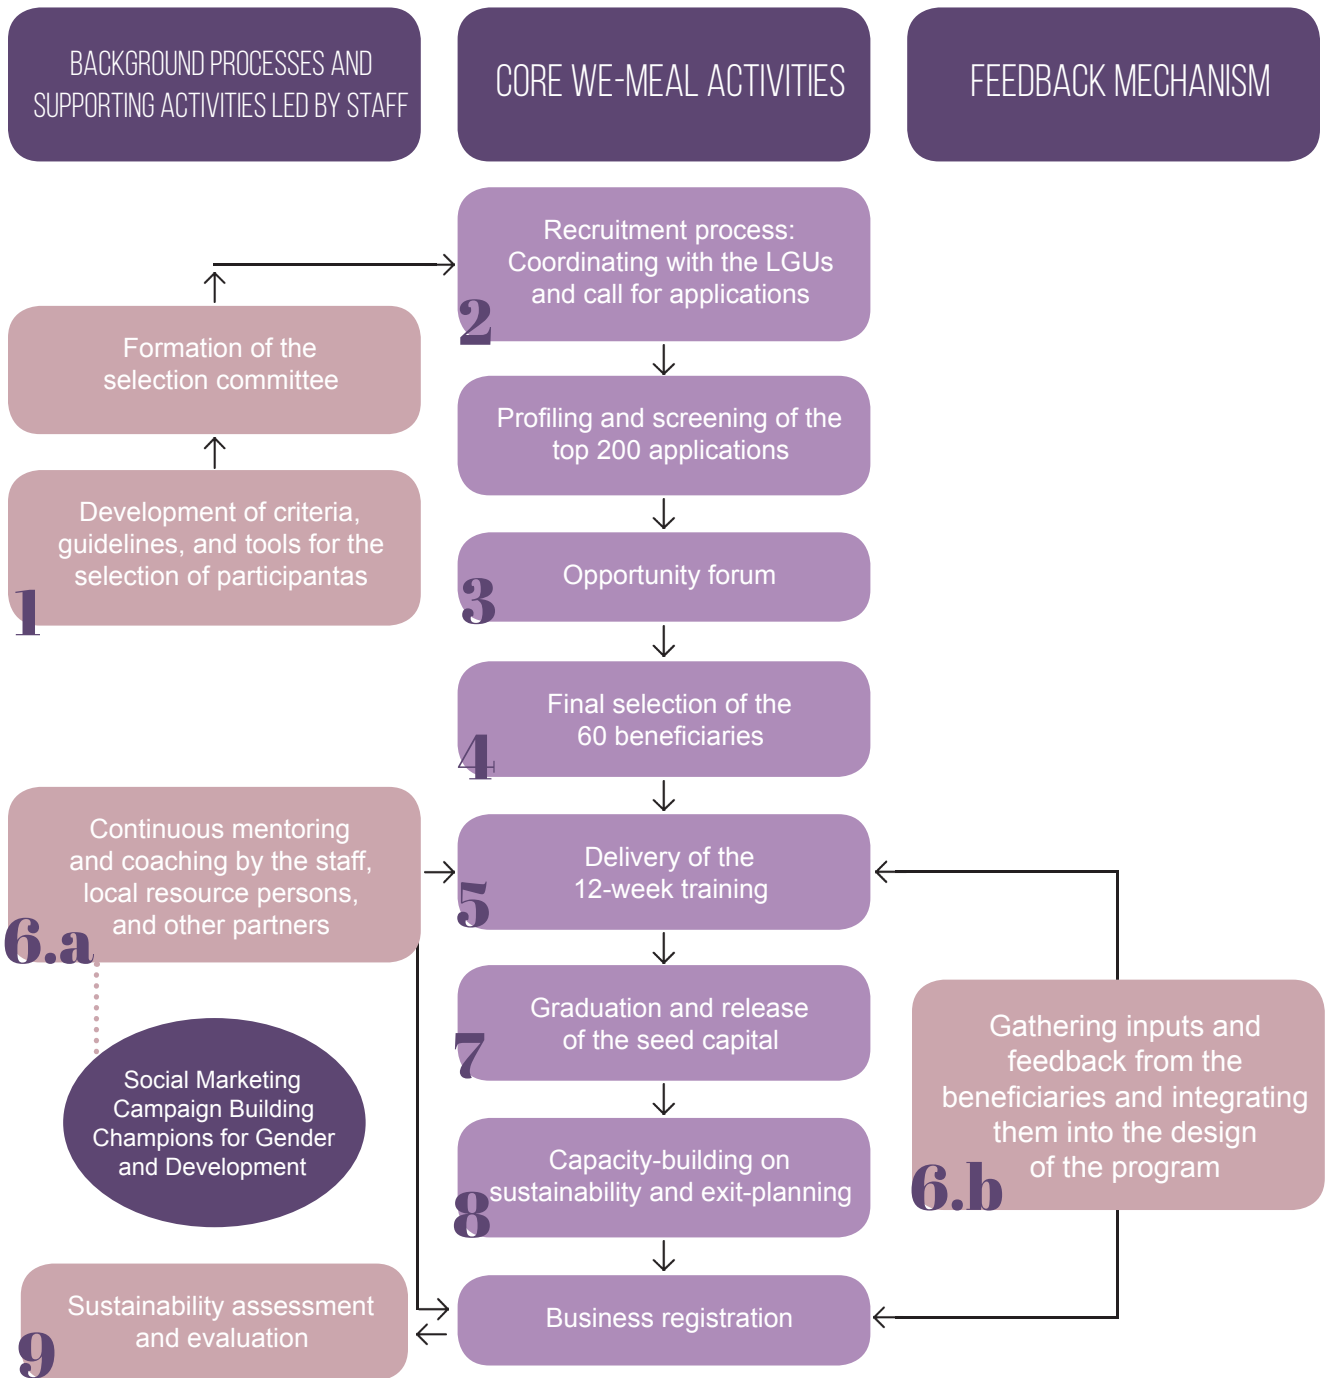 BACKGROUND PROCESSES AND
SUPPORTING ACTIVITIES LED BY STAFF
CORE WE-MEAL ACTIVITIES
FEEDBACK MECHANISM
Recruitment process:
Coordinating with the LGUs
and call for applications
2
Formation of the
selection committee
Profiling and screening of the
top 200 applications
Development of criteria,
guidelines, and tools for the
selection of participantas
1
Opportunity forum
3
Final selection of the
60 beneficiaries
4
Continuous mentoring
and coaching by the staff,
local resource persons,
and other partners
6.a
Delivery of the
12-week training
5
Graduation and release
of the seed capital
7
Gathering inputs and
feedback from the
beneficiaries and integrating
them into the design
of the program
6.b
Social Marketing
Campaign Building
Champions for Gender
and Development
Capacity-building on
sustainability and exit-planning
8
Sustainability assessment
and evaluation
9
Business registration